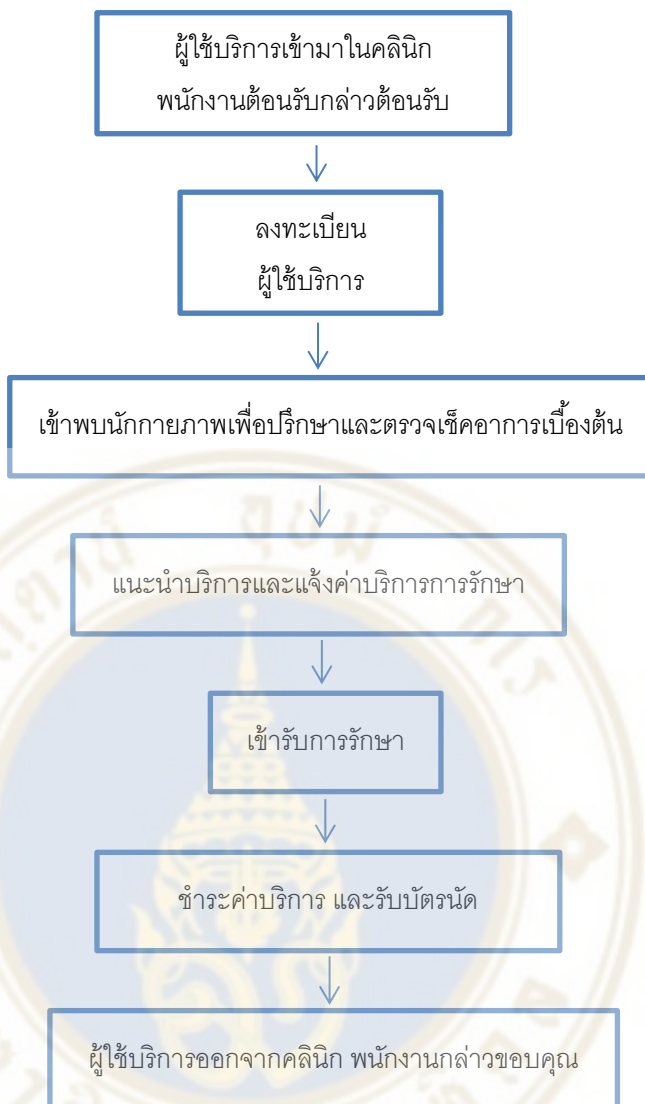 ผู้ใช้บริการเข้ามาในคลินิก
พนักงานต้อนรับกล่าวต้อนรับ
ลงทะเบียน
ผู้ใช้บริการ
เข้าพบนักกายภาพเพื่อปรึกษาและตรวจเช็คอาการเบื้องต้น
แนะนำบริการและแจ้งค่าบริการการรักษา
เข้ารับการรักษา
ชำระค่าบริการ และรับบัตรนัด
ผู้ใช้บริการออกจากคลินิก พนักงานกล่าวขอบคุณ